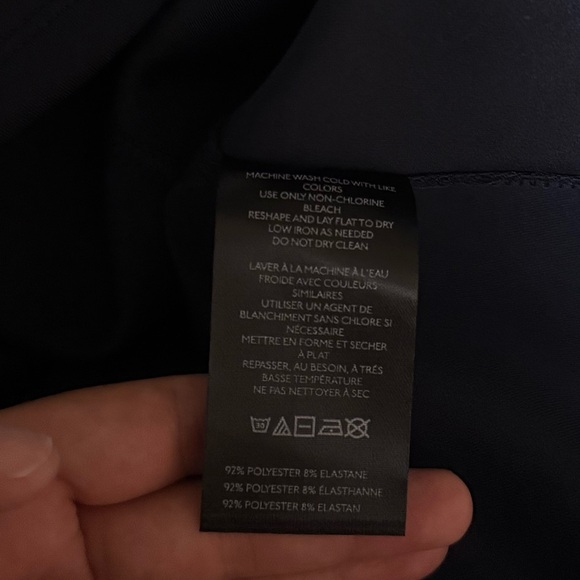 MACHINE WASH COLD WITH LIKE
COLORS
USE ONLY NON-CHLORINE
BLEACH
RESHAPE AND LAY FLAT TO DRY
LOW IRON AS NEEDED
DO NOT DRY CLEAN
LAVER À LA MACHINE À L'EAU
FROIDE AVEC COULEURS
SIMILAIRES
UTILISER UN AGENT DE
BLANCHIMENT SANS CHLORE SI
NÉCESSAIRE
METTRE EN FORME ET SECHER
À PLAT
REPASSER, AU BESOIN, À TRÉS
BASSE TEMPÉRATURE
NE PAS NETTOYER À SEC
30
92% POLYESTER 8% ELASTANE
92% POLYESTER 8% ÉLASTHANNE
92% POLYESTER 8% ELASTAN